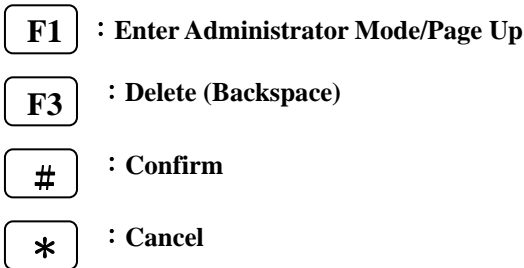 F1 ：Enter Administrator Mode/Page Up
F3 ：Delete (Backspace)
# ：Confirm
* ：Cancel